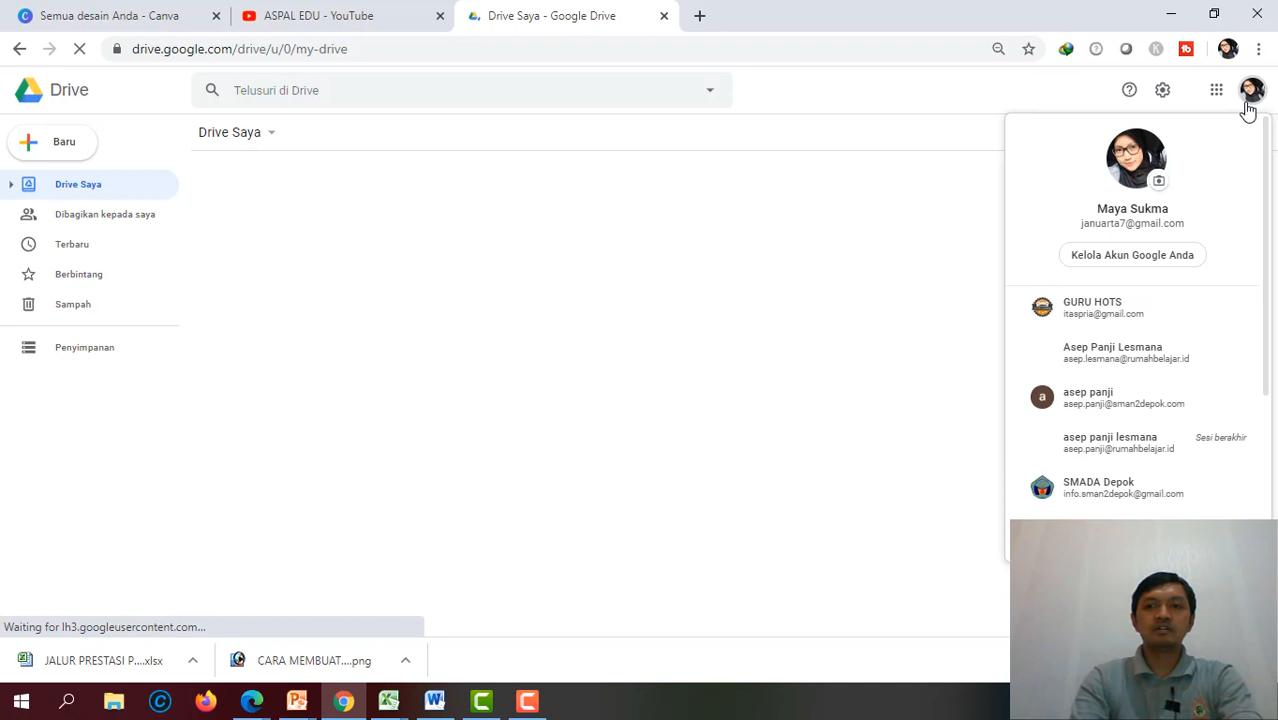 Semua desain Anda - Canva
ASPAL EDU - YouTube
Drive Saya - Google Drive
drive.google.com/drive/u/0/my-drive
Drive
Telusuri di Drive
Baru
Drive Saya
Drive Saya
Dibagikan kepada saya
Terbaru
Berbintang
Sampah
Penyimpanan
Maya Sukma
januarta7@gmail.com
Kelola Akun Google Anda
GURU HOTS
itaspria@gmail.com
Asep Panji Lesmana
asep.lesmana@rumahbelajar.id
a
asep panji
asep.panji@sman2depok.com
asep panji lesmana
Sesi berakhir
asep.panji@rumahbelajar.id
SMADA Depok
info.sman2depok@gmail.com
Waiting for lh3.googleusercontent.com...
JALUR PRESTASI P....xlsx
CARA MEMBUAT....png